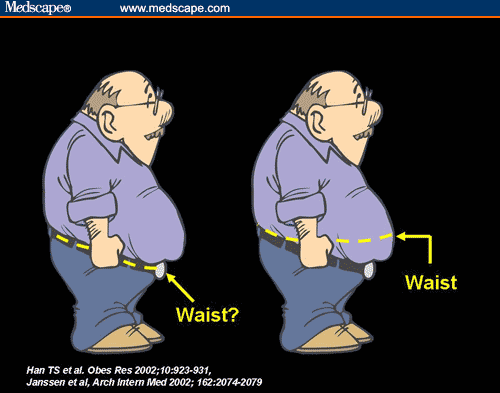 Medscape® www.medscape.com
Waist?
Waist
Han TS et al. Obes Res 2002;10:923-931,
Janssen et al, Arch Intern Med 2002; 162:2074-2079